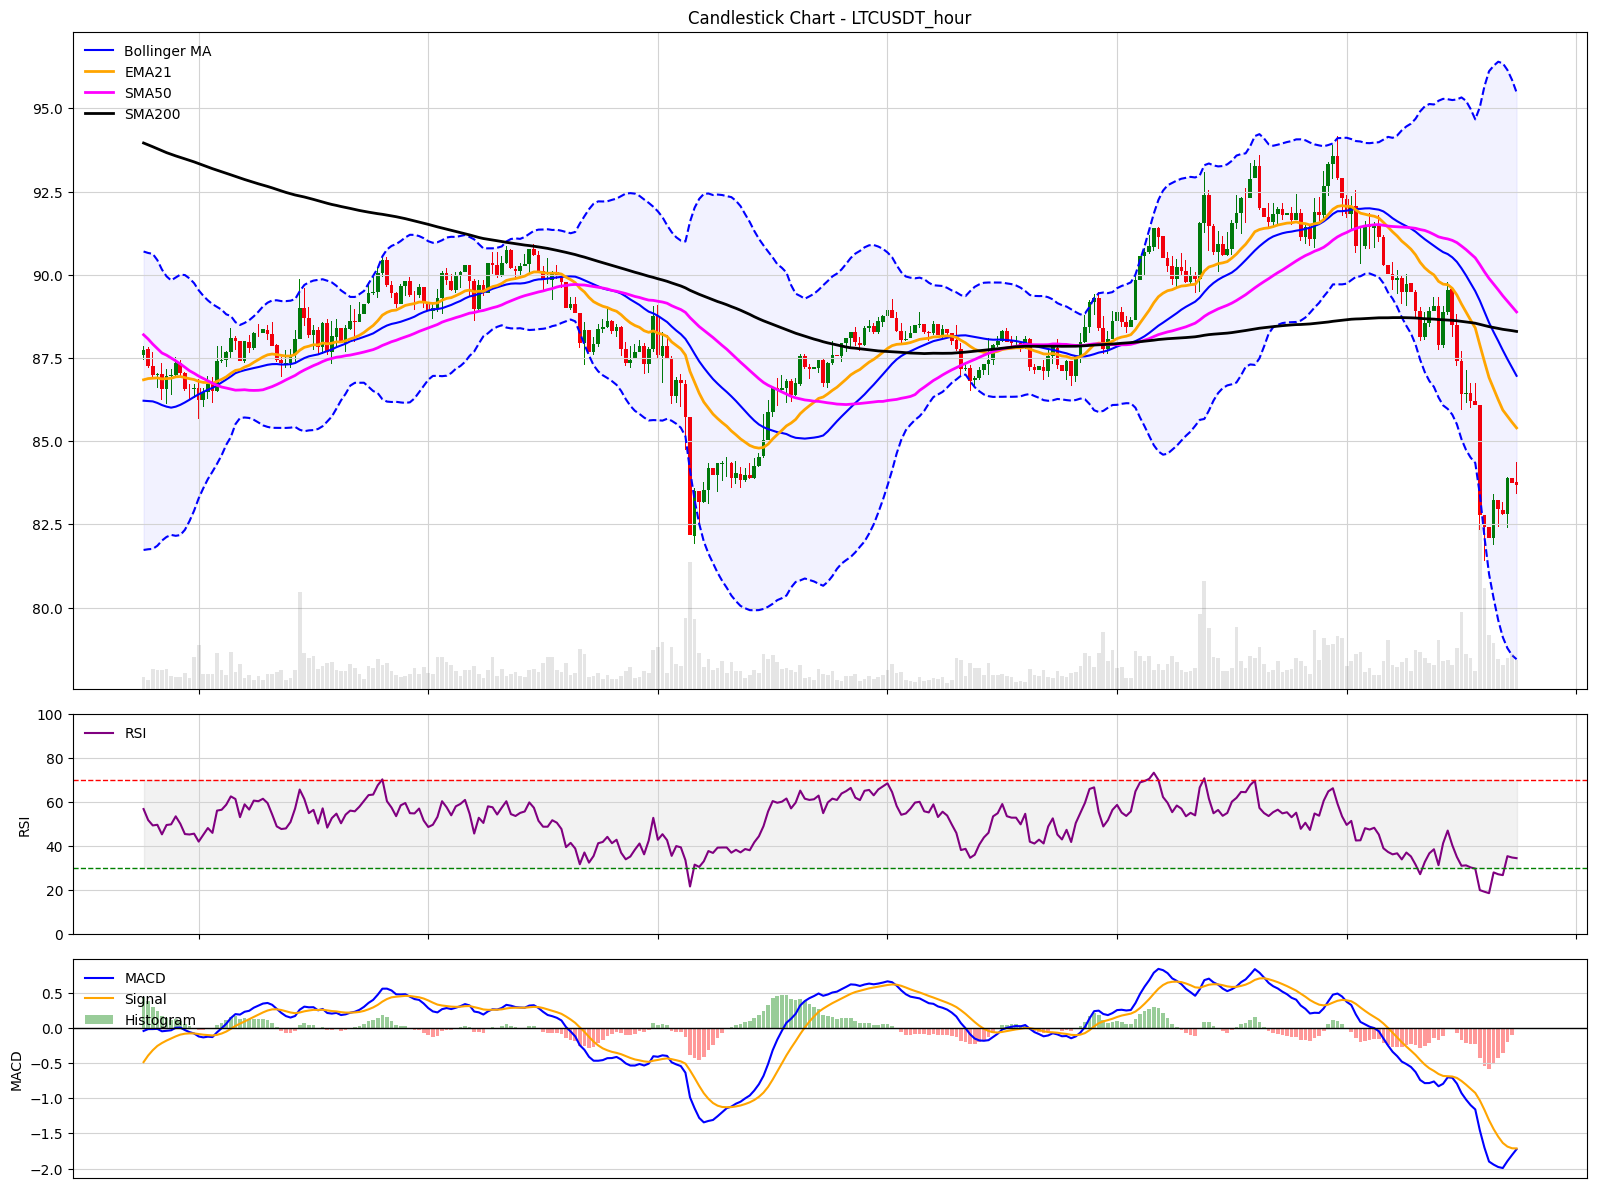 Candlestick Chart - LTCUSDT_hour
Bollinger MA
EMA21
SMA50
SMA200
95.0
92.5
90.0
87.5
85.0
82.5
80.0
RSI
100
80
60
40
20
0
RSI
MACD
Signal
Histogram
0.5
0.0
−0.5
−1.0
−1.5
−2.0
MACD